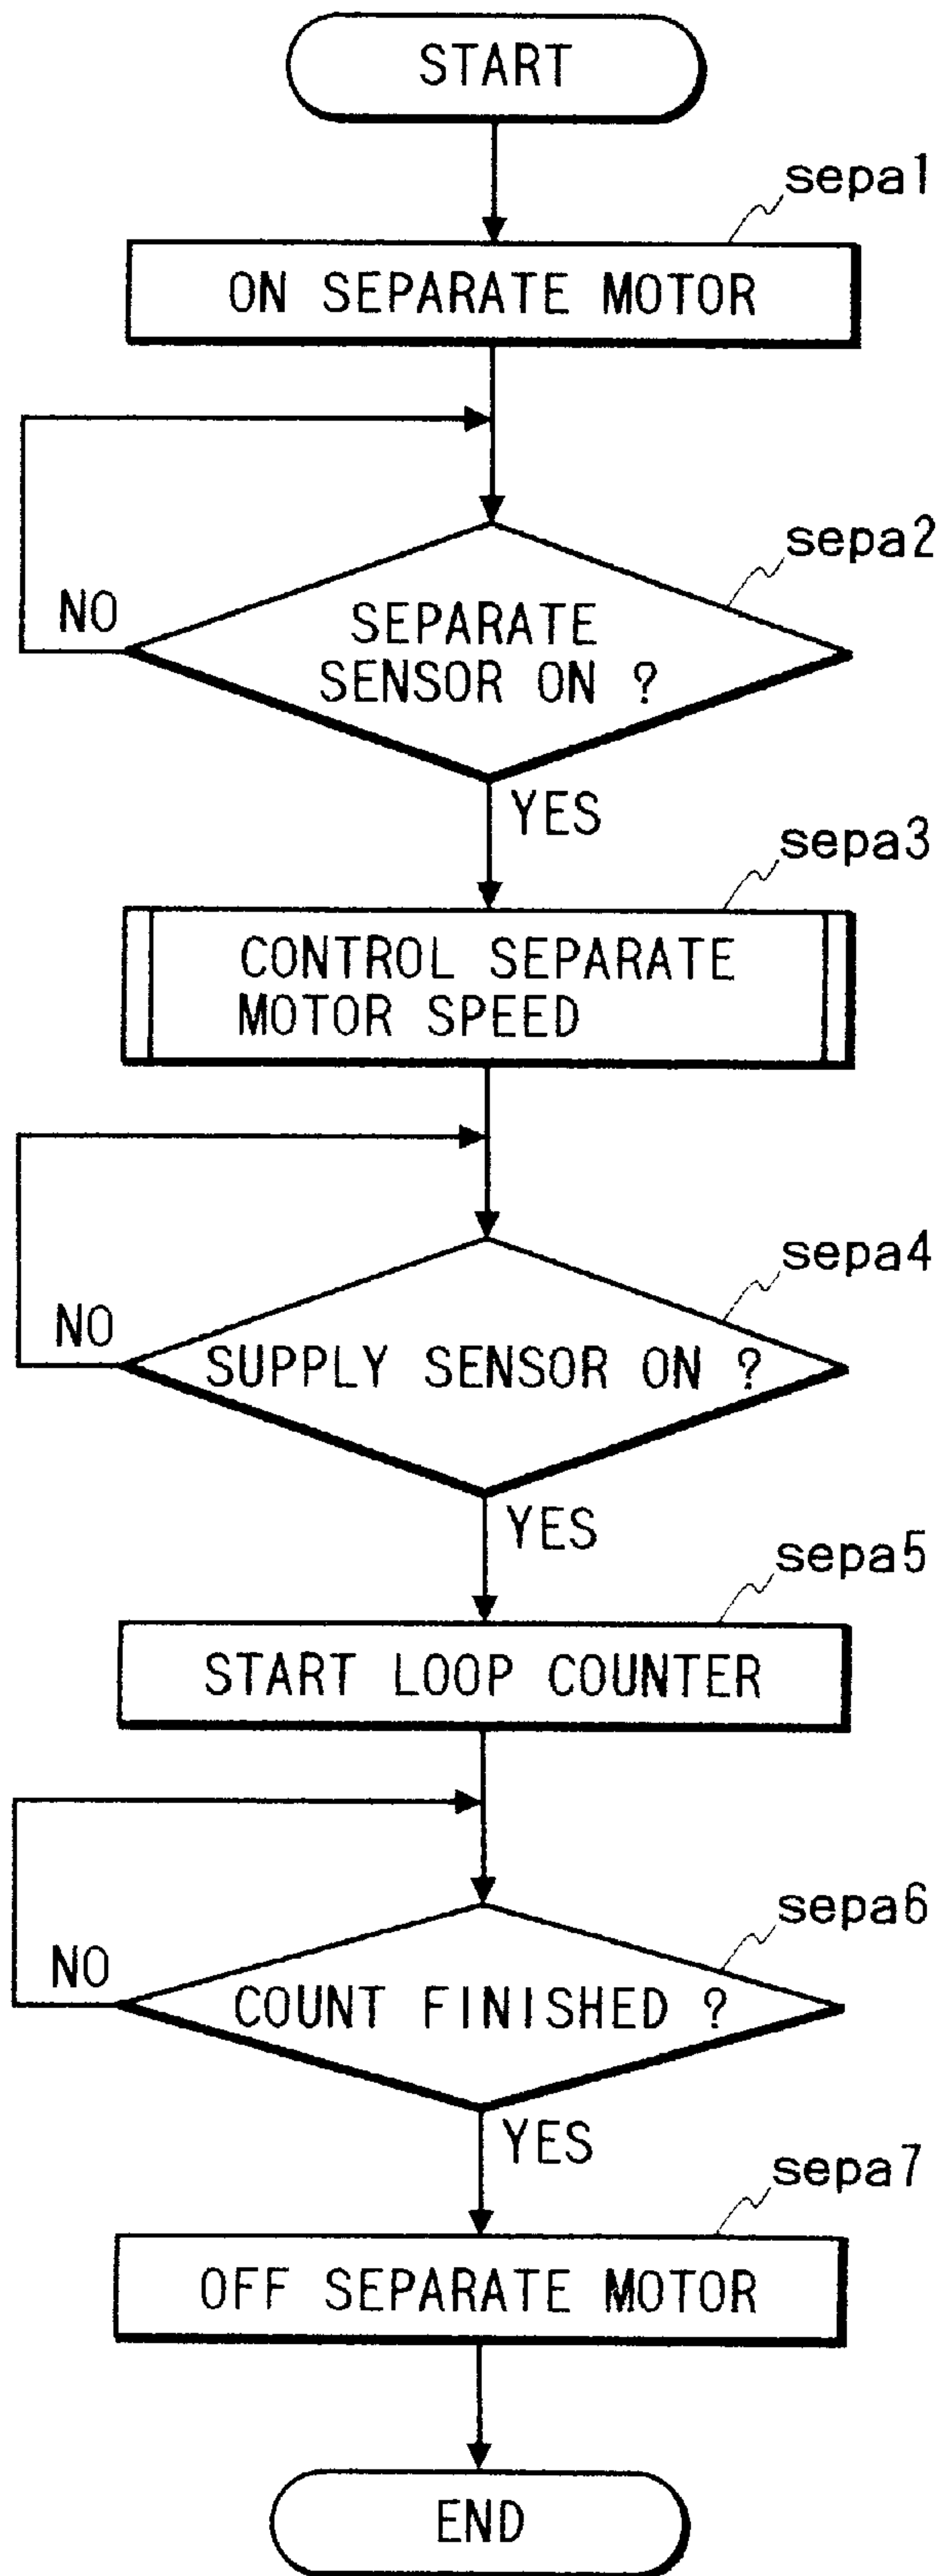 START
sepa1
ON SEPARATE MOTOR
sepa2
NO
SEPARATE
SENSOR ON ?
YES
sepa3
CONTROL SEPARATE
MOTOR SPEED
sepa4
NO
SUPPLY SENSOR ON ?
YES
sepa5
START LOOP COUNTER
sepa6
NO
COUNT FINISHED ?
YES
sepa7
OFF SEPARATE MOTOR
END